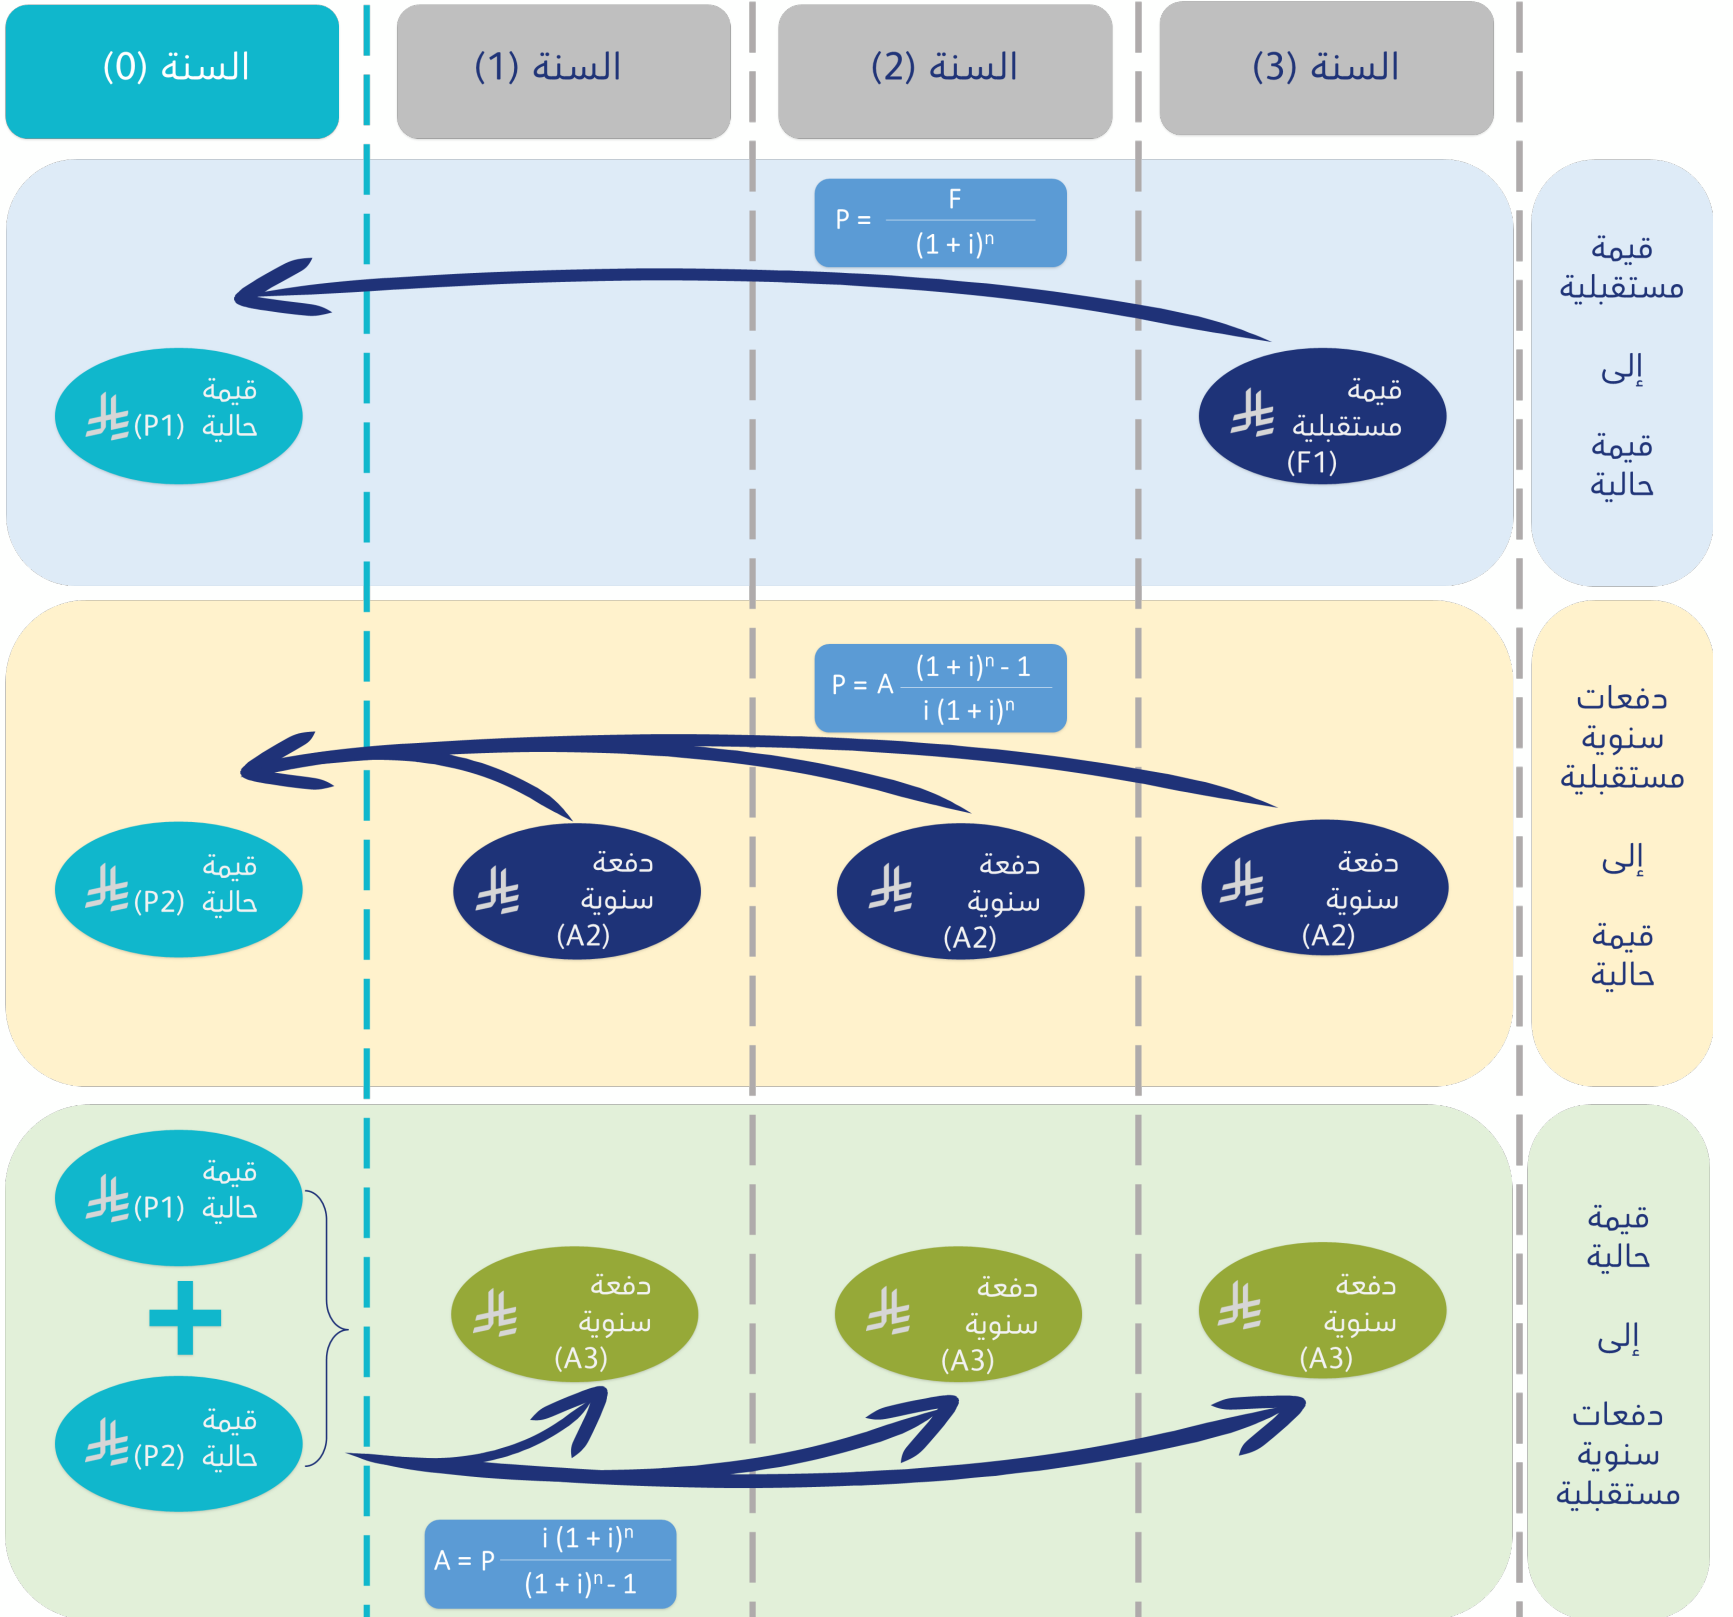 السنة (0)
السنة (1)
السنة (2)
السنة (3)
P = F / (1 + i)ⁿ
قيمة
حالية (P1)
قيمة
مستقبلية
(F1)
قيمة
مستقبلية
إلى
قيمة
حالية
P = A (1 + i)ⁿ - 1 / i (1 + i)ⁿ
قيمة
حالية (P2)
دفعة
سنوية
(A2)
دفعة
سنوية
(A2)
دفعة
سنوية
(A2)
دفعات
سنوية
مستقبلية
إلى
قيمة
حالية
قيمة
حالية (P1)
+
قيمة
حالية (P2)
دفعة
سنوية
(A3)
دفعة
سنوية
(A3)
دفعة
سنوية
(A3)
A = P i (1 + i)ⁿ / (1 + i)ⁿ - 1
قيمة
حالية
إلى
دفعات
سنوية
مستقبلية